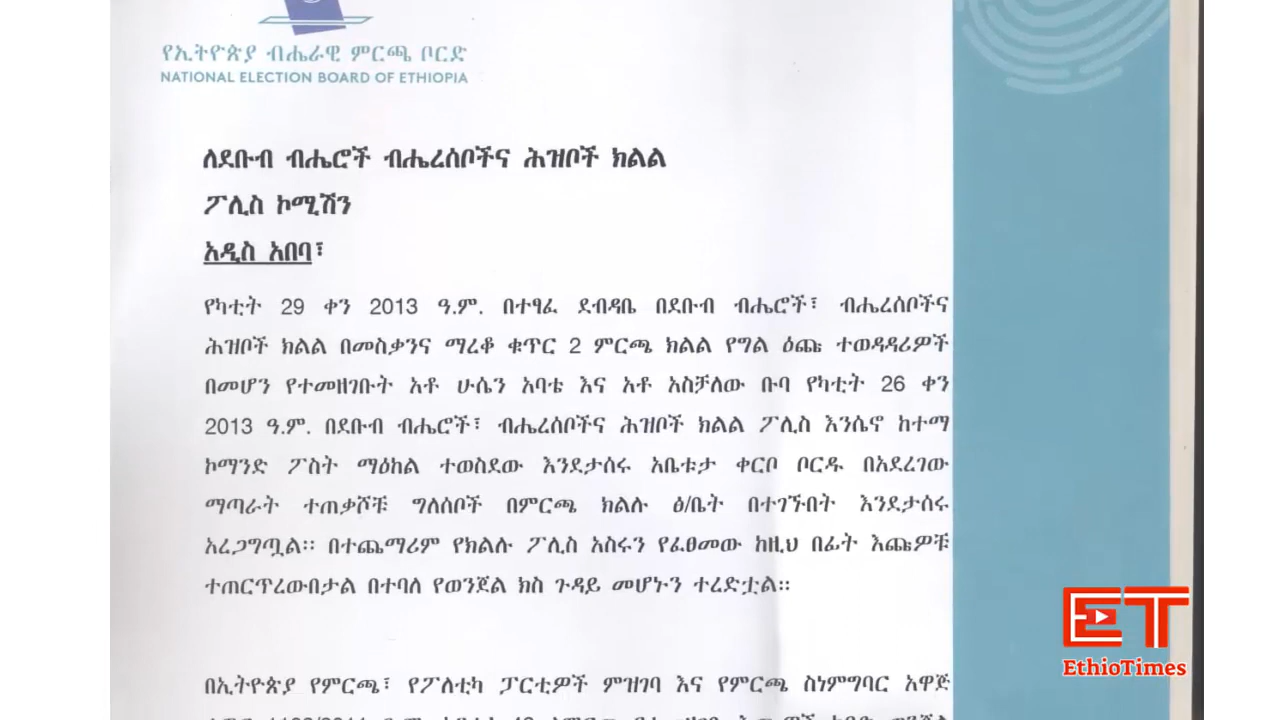 የኢትዮጵያ ብሔራዊ ምርጫ ቦርድ
NATIONAL ELECTION BOARD OF ETHIOPIA
ለደቡብ ብሔሮች ብሔረሰቦችና ሕዝቦች ክልል
ፖሊስ ኮሚሽን
አዲስ አበባ፣
የካቲት 29 ቀን 2013 ዓ.ም. በተፃፈ ደብዳቤ በደቡብ ብሔሮች፣ ብሔረሰቦችና
ሕዝቦች ክልል በመስቃንና ማረቆ ቁጥር 2 ምርጫ ክልል የግል ዕጩ ተወዳዳሪዎች
በመሆን የተመዘገቡት አቶ ሁሴን አባቴ እና አቶ አስቻለው ቡባ የካቲት 26 ቀን
2013 ዓ.ም. በደቡብ ብሔሮች፣ ብሔረሰቦችና ሕዝቦች ክልል ፖሊስ እንሴኖ ከተማ
ኮማንድ ፖስት ማዕከል ተወስደው እንደታሰሩ አቤቱታ ቀርቦ ቦርዱ በአደረገው
ማጣራት ተጠቃሾቹ ግለሰቦች በምርጫ ክልሉ ፅ/ቤት በተገኙበት እንደታሰሩ
አረጋግጧል። በተጨማሪም የክልሉ ፖሊስ አስሩን የፈፀመው ከዚህ በፊት እጩዎቹ
ተጠርጥረውበታል በተባለ የወንጀል ክስ ጉዳይ መሆኑን ተረድቷል።
በኢትዮጵያ የምርጫ፣ የፖለቲካ ፓርቲዎች ምዝገባ እና የምርጫ ስነምግባር አዋጅ
ET
EthioTimes